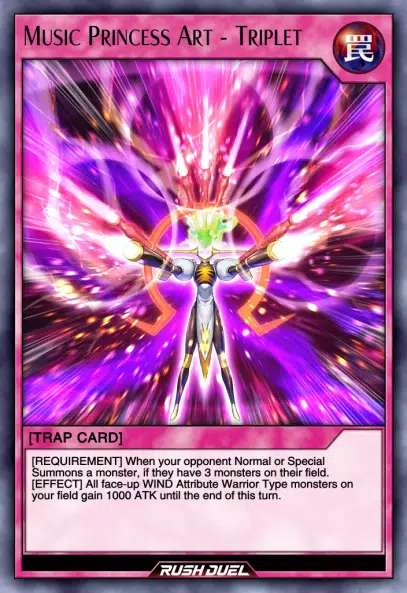 Music Princess Art - Triplet
罠
[TRAP CARD]
[REQUIREMENT] When your opponent Normal or Special
Summons a monster, if they have 3 monsters on their field.
[EFFECT] All face-up WIND Attribute Warrior Type monsters on
your field gain 1000 ATK until the end of this turn.
RUSH DUEL